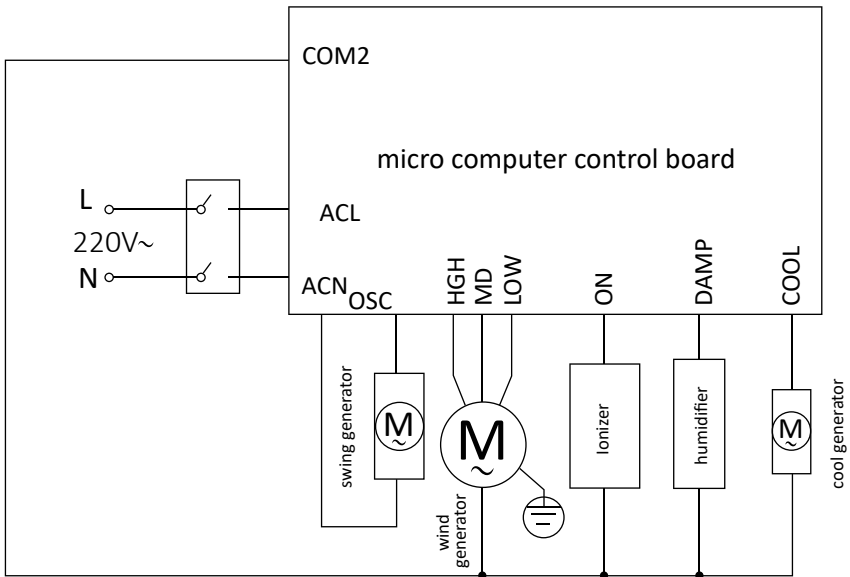 COM2
micro computer control board
L
220V~
N
ACL
ACN
OSC
HGH
MD
LOW
ON
DAMP
COOL
swing generator
M
~
M
~
wind
generator
Ionizer
humidifier
M
~
cool generator